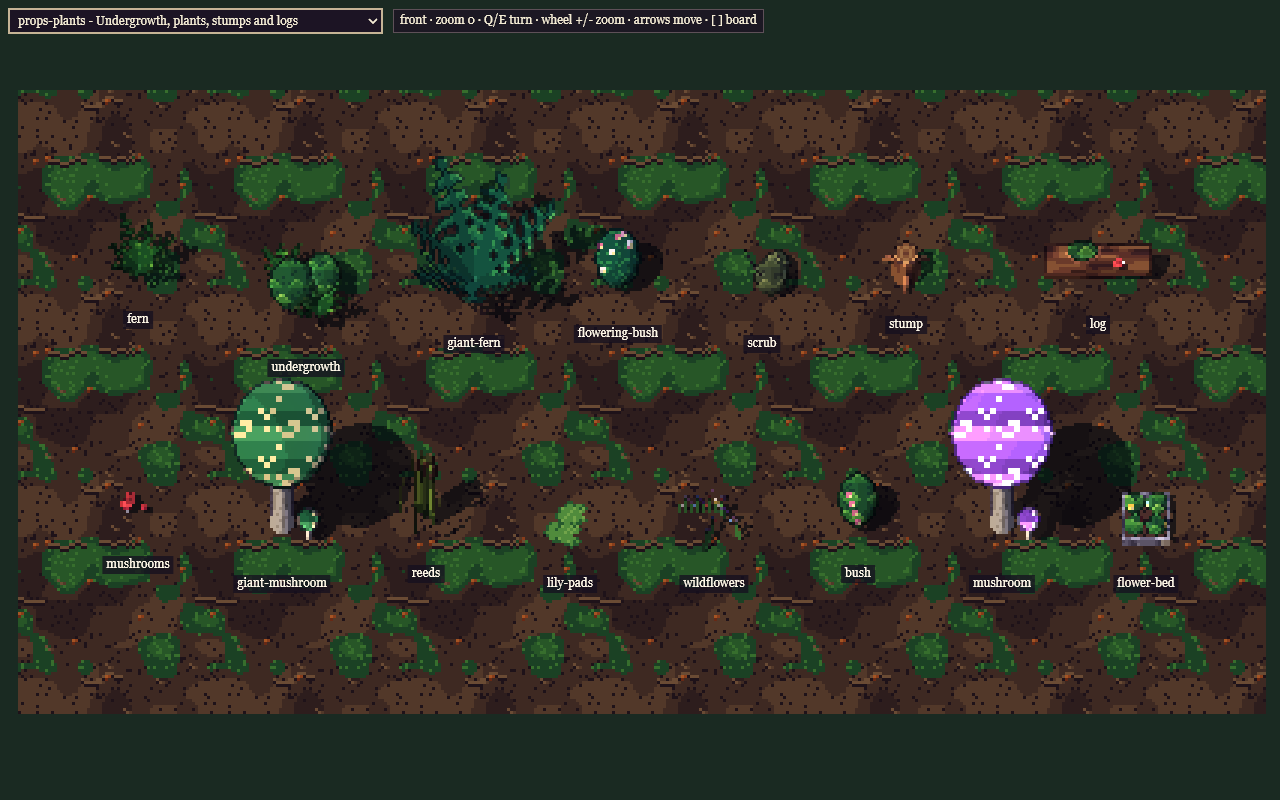 props-plants - Undergrowth, plants, stumps and logs
front · zoom 0 · Q/E turn · wheel +/- zoom · arrows move · [ ] board
fern
undergrowth
giant-fern
flowering-bush
scrub
stump
log
mushrooms
giant-mushroom
reeds
lily-pads
wildflowers
bush
mushroom
flower-bed